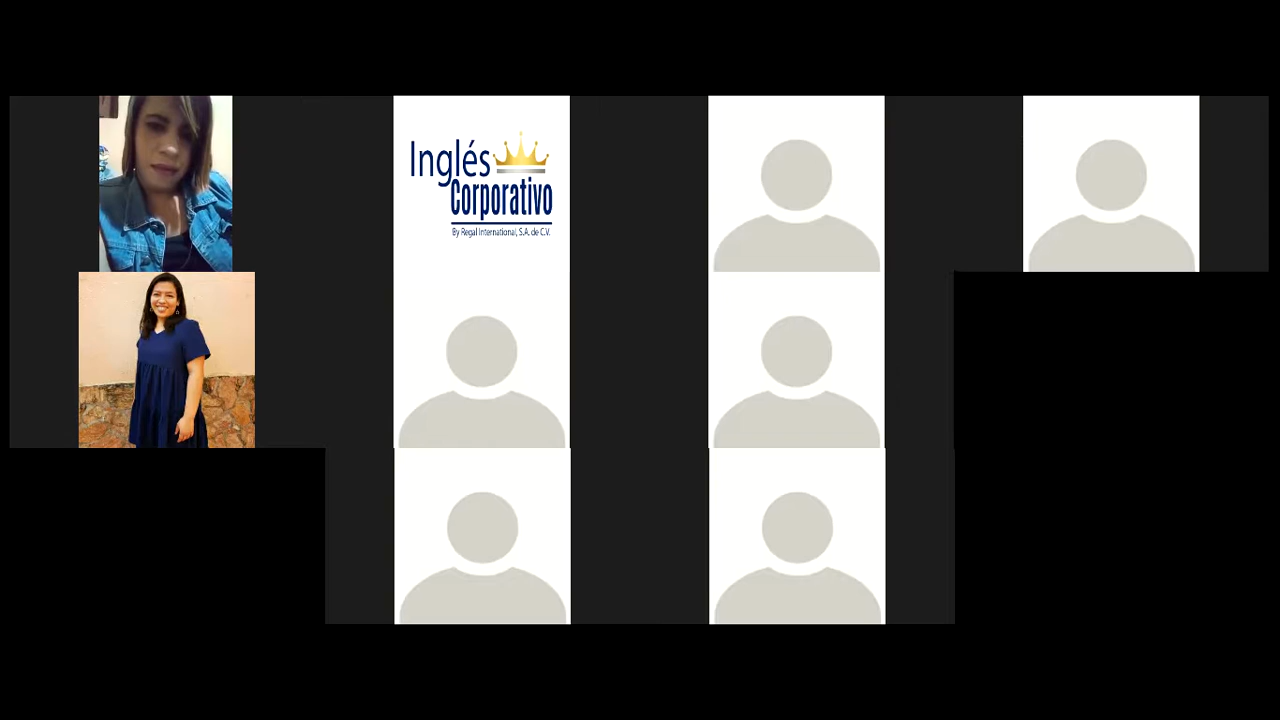 Inglés
Corporativo
By Regal International, S.A. de C.V.